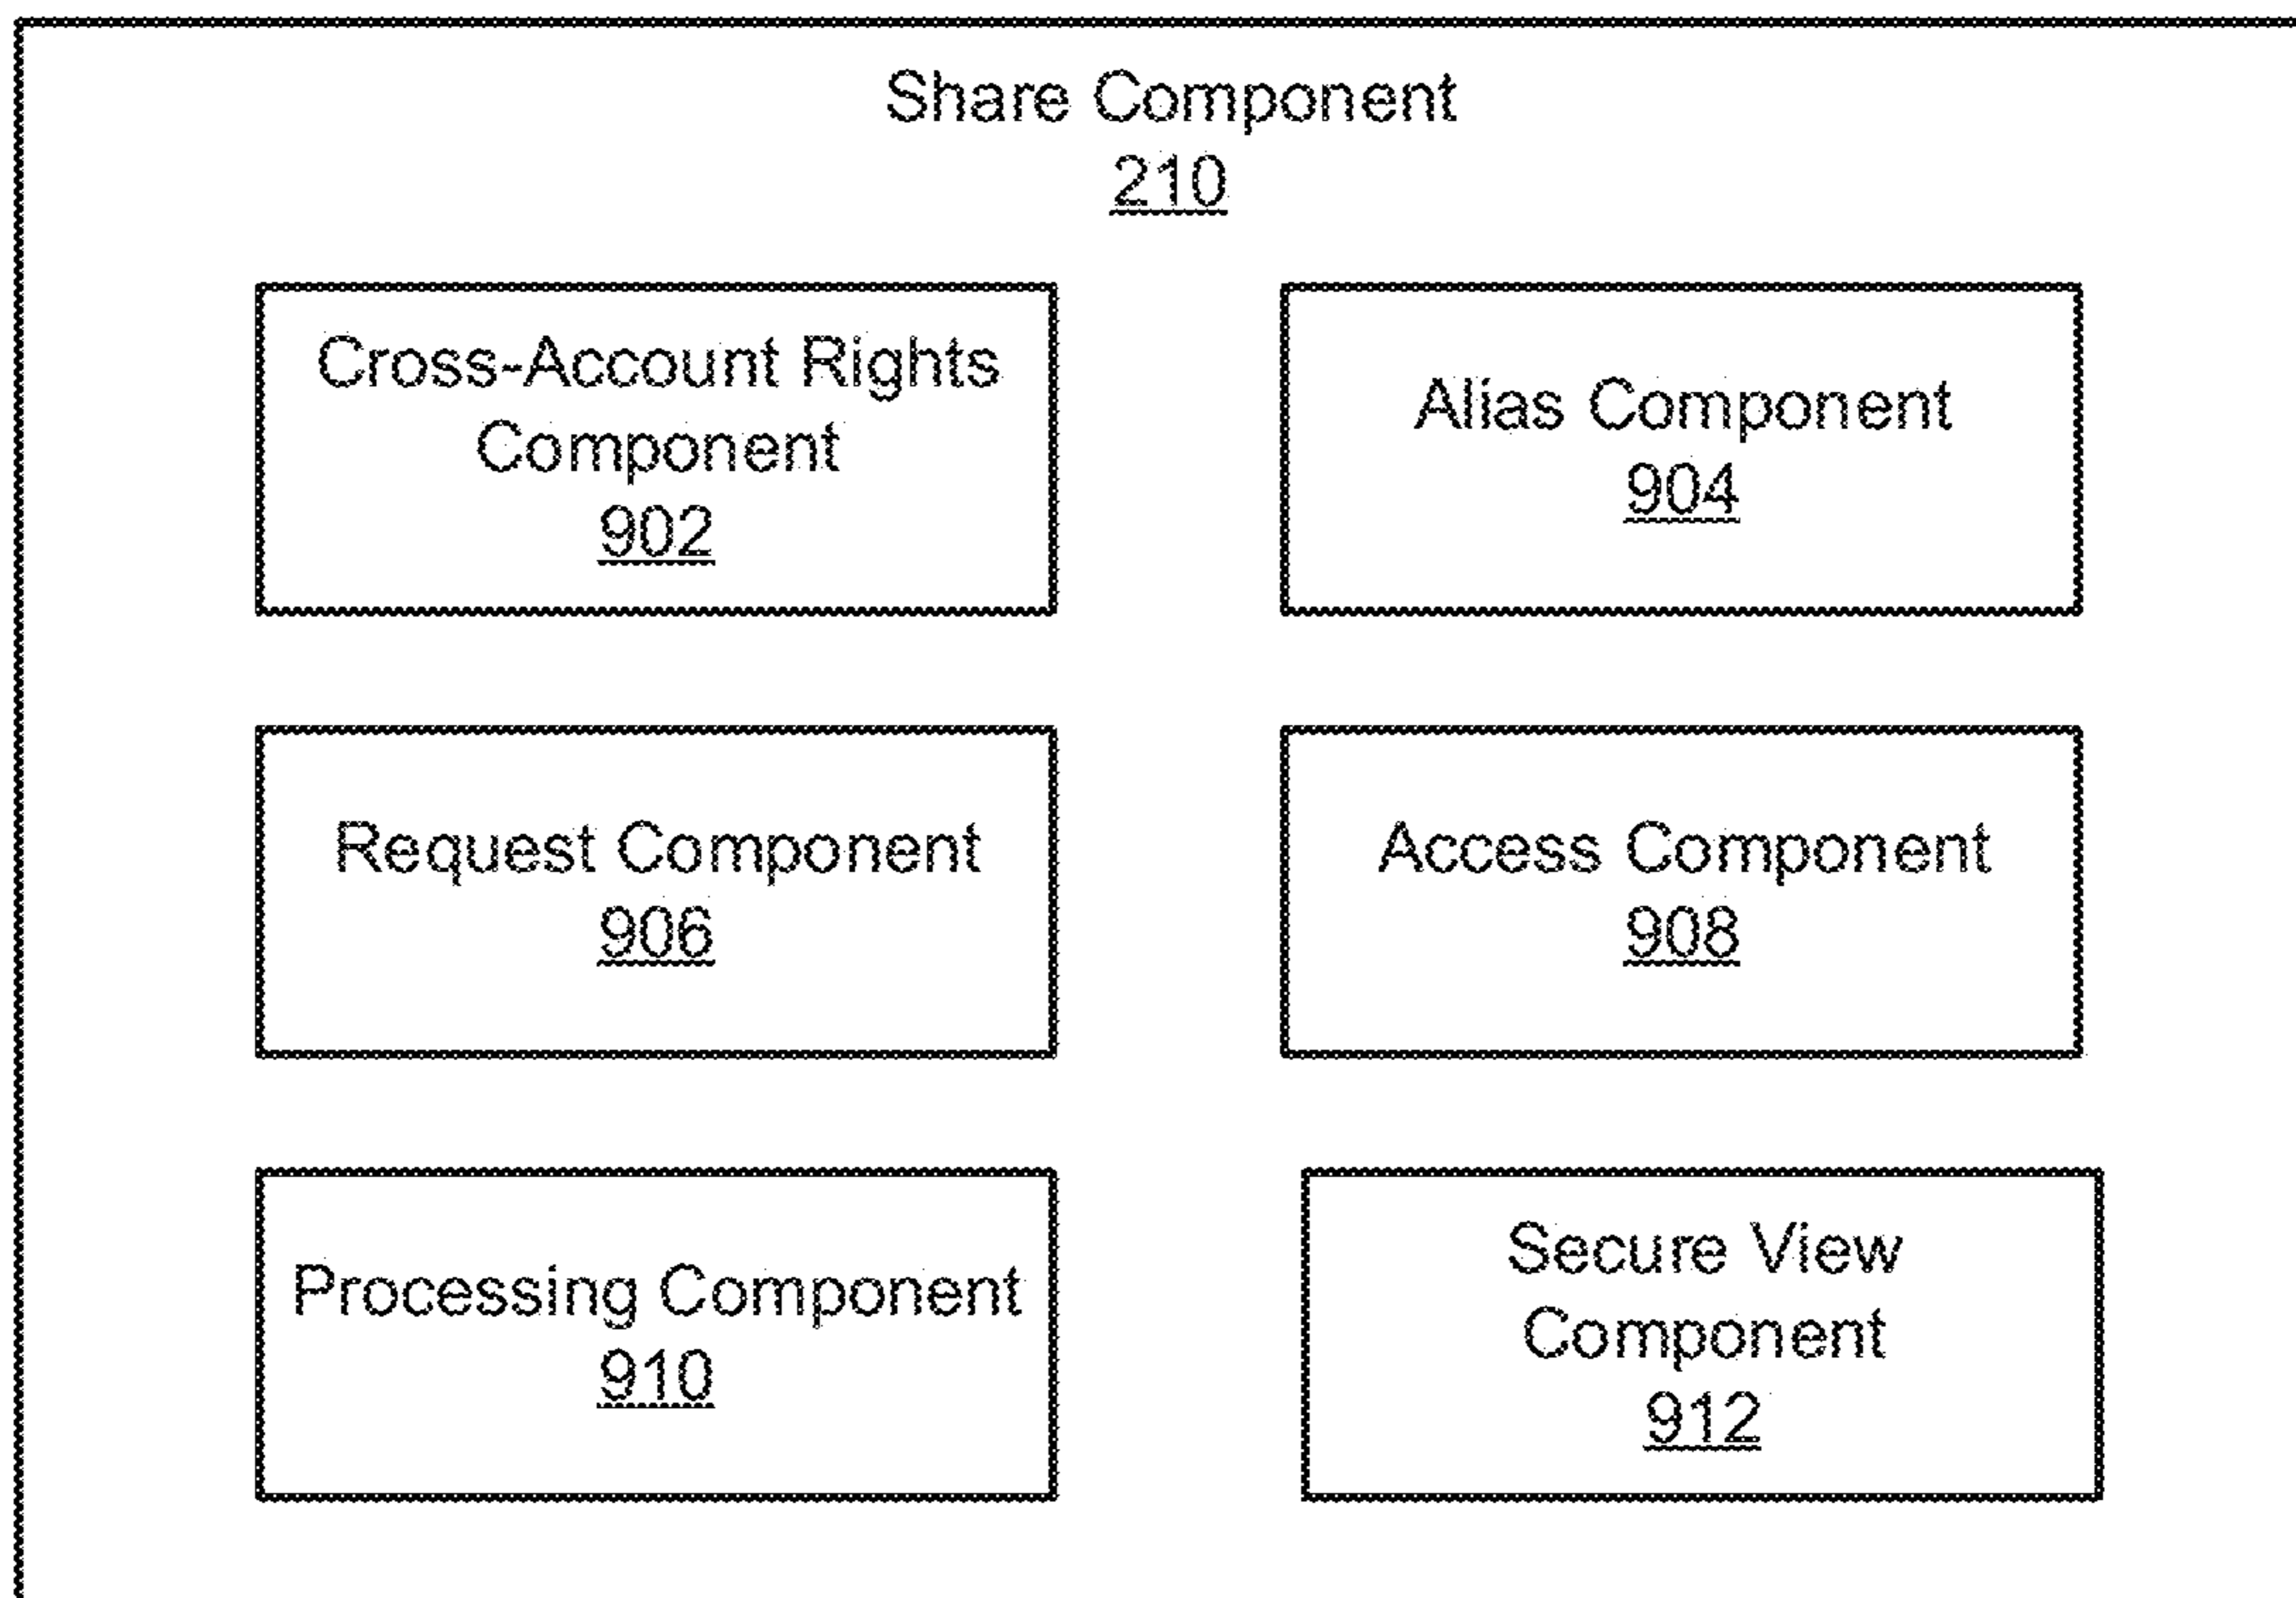 Share Component
210
Cross-Account Rights
Component
902
Alias Component
904
Request Component
906
Access Component
908
Processing Component
910
Secure View
Component
912